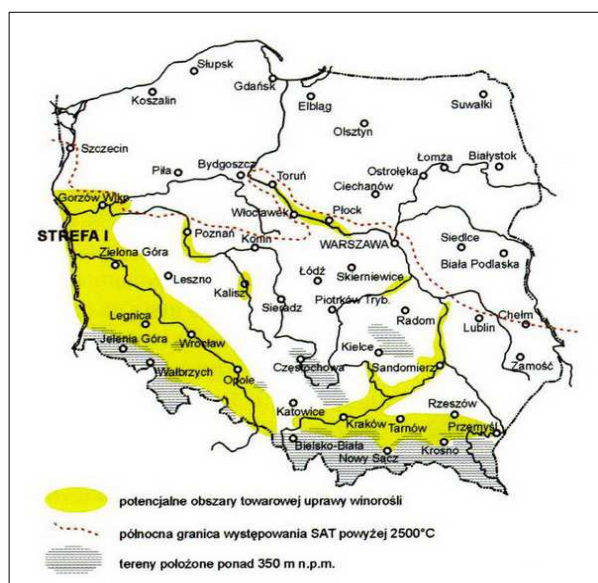 Słupsk
Gdańsk
Koszalin
Elbląg
Suwałki
Olsztyn
Szczecin
Piła
Bydgoszcz
Toruń
Ostrołęka
Łomża
Białystok
Ciechanów
Gorzów Wlkp.
Włocławek
Płock
STREFA I
Poznań
Konin
WARSZAWA
Siedlce
Zielona Góra
Biała Podlaska
Leszno
Łódź
Skierniewice
Kalisz
Sieradz
Piotrków Tryb.
Legnica
Radom
Lublin
Chełm
Jelenia Góra
Wrocław
Kielce
Wałbrzych
Opole
Częstochowa
Sandomierz
Zamość
Katowice
Kraków
Tarnów
Rzeszów
Przemyśl
Bielsko-Biała
Nowy Sącz
Krosno
potencjalne obszary towarowej uprawy winorośli
północna granica występowania SAT powyżej 2500°C
tereny położone ponad 350 m n.p.m.